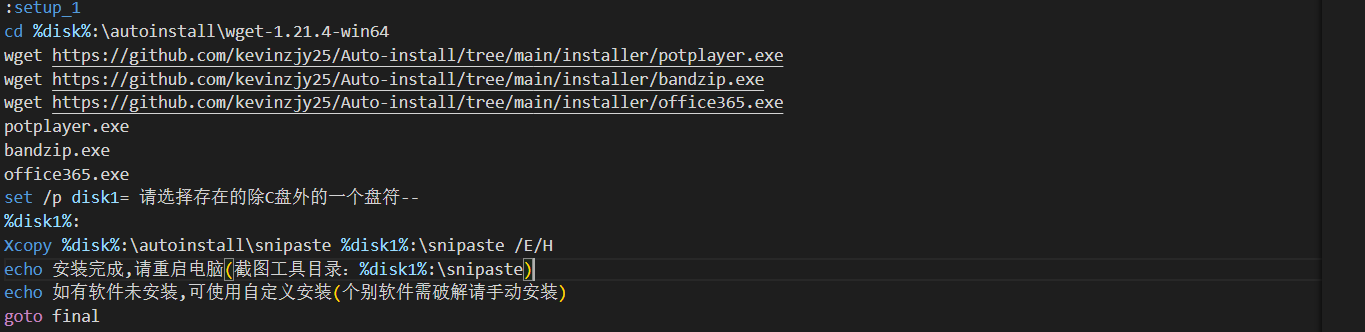 :setup_1
cd %disk%:\autoinstall\wget-1.21.4-win64
wget https://github.com/kevinzjy25/Auto-install/tree/main/installer/potplayer.exe
wget https://github.com/kevinzjy25/Auto-install/tree/main/installer/bandzip.exe
wget https://github.com/kevinzjy25/Auto-install/tree/main/installer/office365.exe
potplayer.exe
bandzip.exe
office365.exe
set /p disk1= 请选择存在的除C盘外的一个盘符--
%disk1%:
Xcopy %disk%:\autoinstall\snipaste %disk1%:\snipaste /E/H
echo 安装完成,请重启电脑(截图工具目录：%disk1%:\snipaste)
echo 如有软件未安装,可使用自定义安装(个别软件需破解请手动安装)
goto final